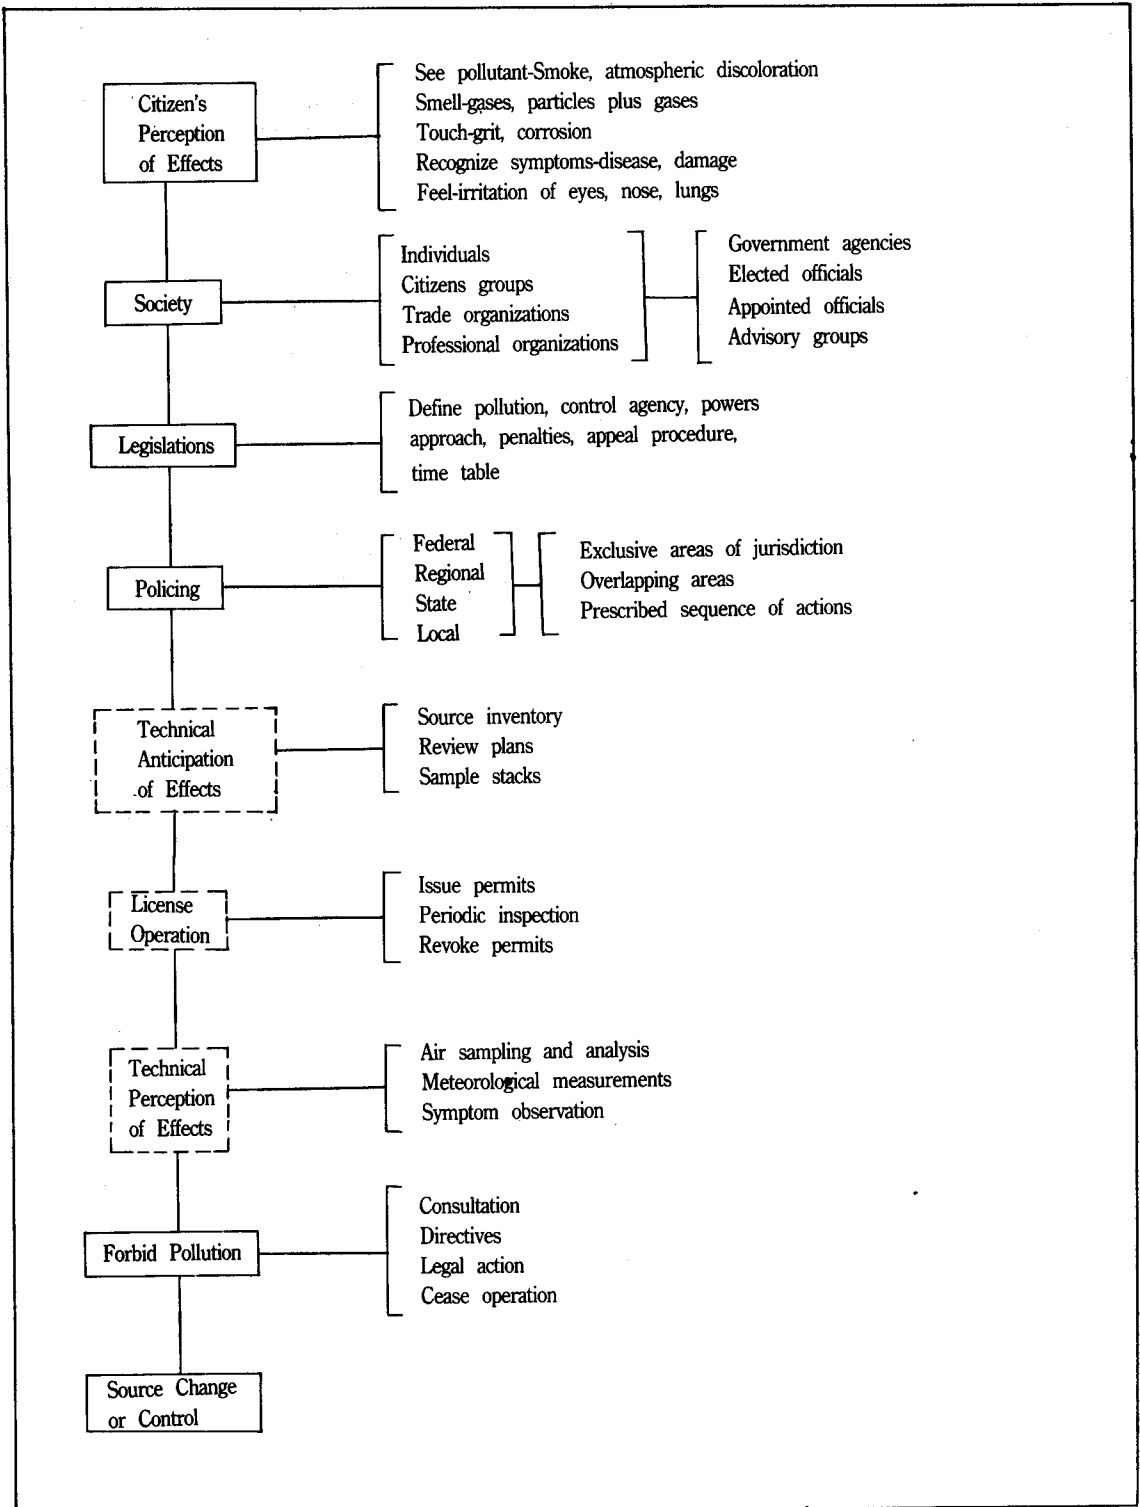 Citizen's
Perception
of Effects
See pollutant-Smoke, atmospheric discoloration
Smell-gases, particles plus gases
Touch-grit, corrosion
Recognize symptoms-disease, damage
Feel-irritation of eyes, nose, lungs
Society
Individuals
Citizens groups
Trade organizations
Professional organizations
Government agencies
Elected officials
Appointed officials
Advisory groups
Legislations
Define pollution, control agency, powers
approach, penalties, appeal procedure,
time table
Policing
Federal
Regional
State
Local
Exclusive areas of jurisdiction
Overlapping areas
Prescribed sequence of actions
Technical
Anticipation
of Effects
Source inventory
Review plans
Sample stacks
License
Operation
Issue permits
Periodic inspection
Revoke permits
Technical
Perception
of Effects
Air sampling and analysis
Meteorological measurements
Symptom observation
Forbid Pollution
Consultation
Directives
Legal action
Cease operation
Source Change
or Control